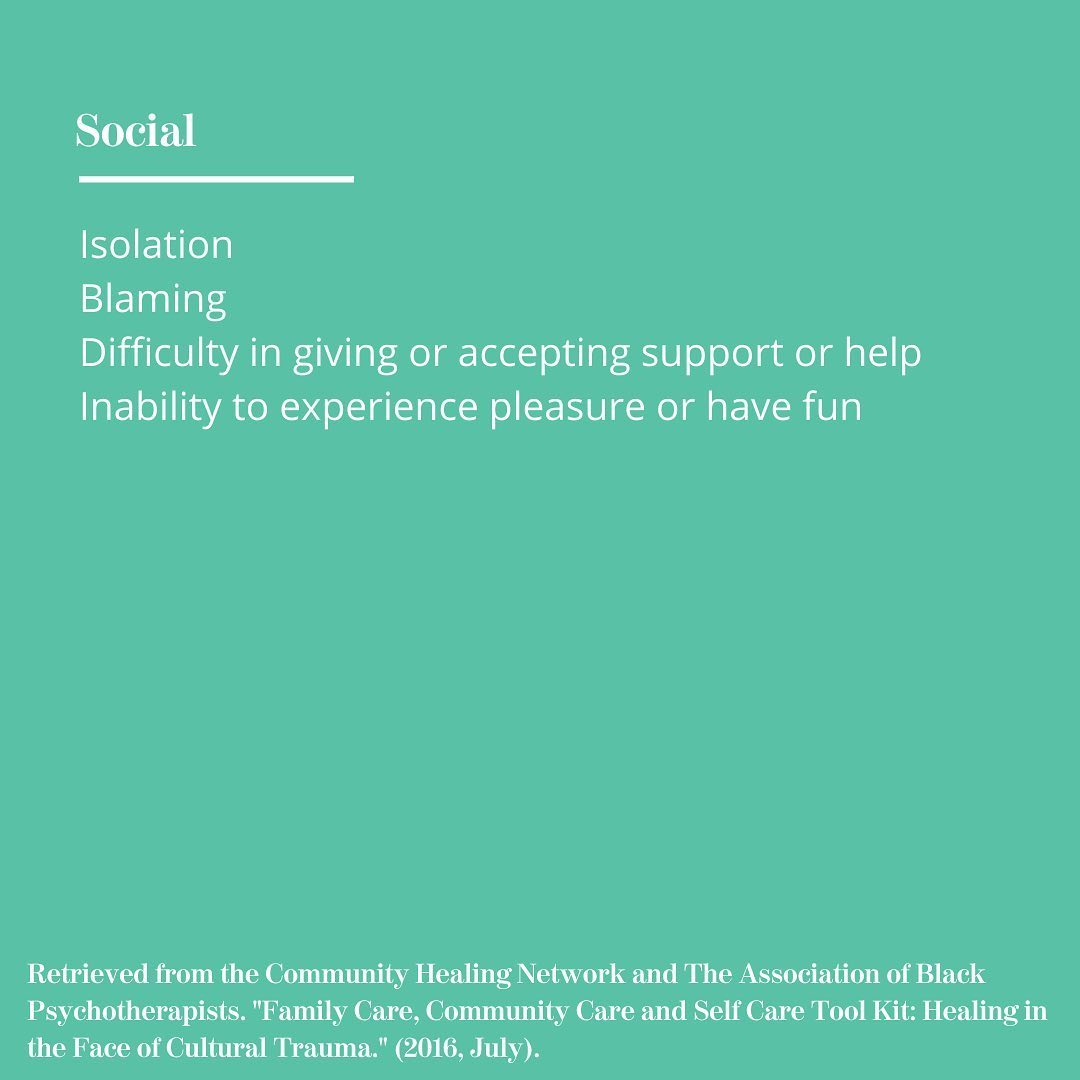 Social
Isolation
Blaming
Difficulty in giving or accepting support or help
Inability to experience pleasure or have fun
Retrieved from the Community Healing Network and The Association of Black
Psychotherapists. "Family Care, Community Care and Self Care Tool Kit: Healing in
the Face of Cultural Trauma." (2016, July).